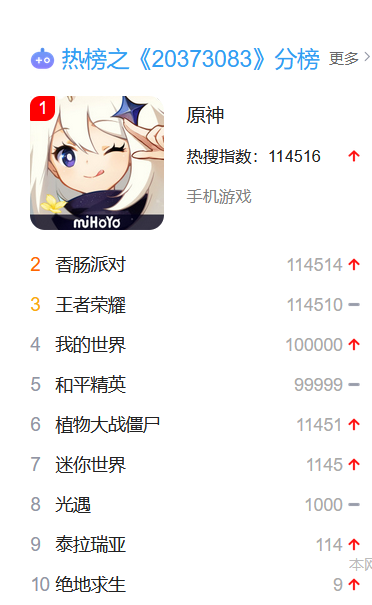 热榜之《20373083》分榜 更多
1
原神
热搜指数：114516
手机游戏
miHoYo
2 香肠派对 114514
3 王者荣耀 114510
4 我的世界 100000
5 和平精英 99999
6 植物大战僵尸 11451
7 迷你世界 1145
8 光遇 1000
9 泰拉瑞亚 114
本网
10 绝地求生 9